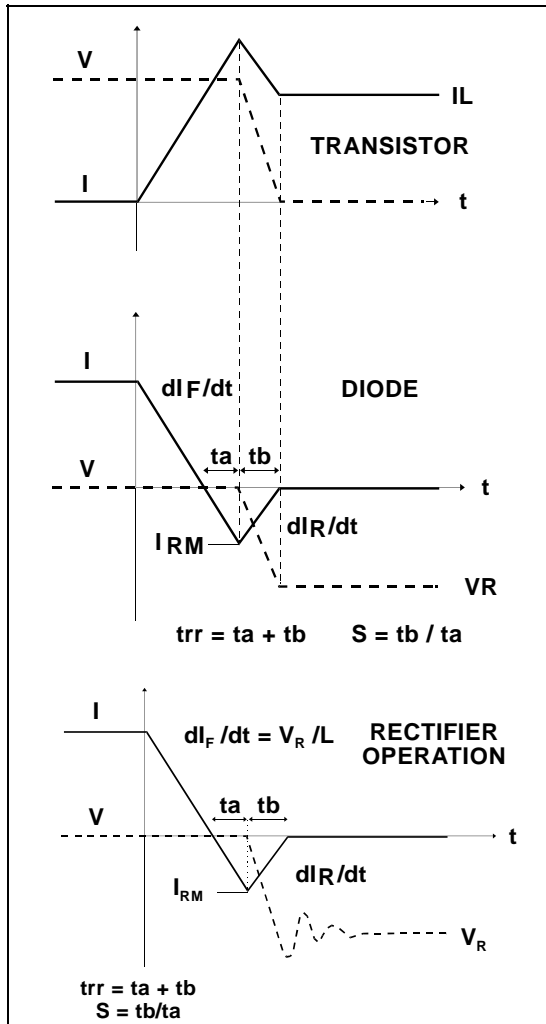 V
IL
TRANSISTOR
I
t
I
dIF/dt
DIODE
ta tb
V
t
IRM
dIR/dt
VR
trr = ta + tb S = tb / ta
I
dIF/dt = VR/L
RECTIFIER
OPERATION
ta tb
V
t
IRM
dIR/dt
VR
trr = ta + tb
S = tb/ta